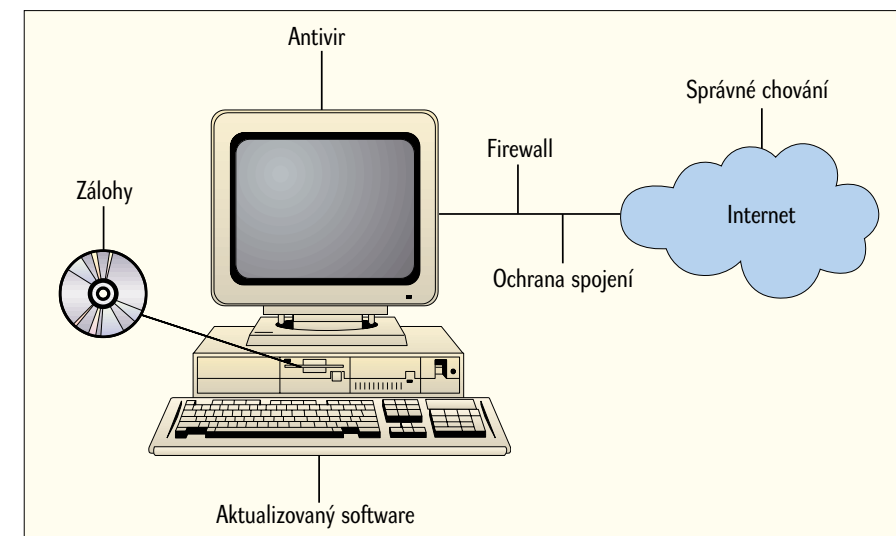 Antivir
Správné chování
Firewall
Zálohy
Internet
Ochrana spojení
Aktualizovaný software